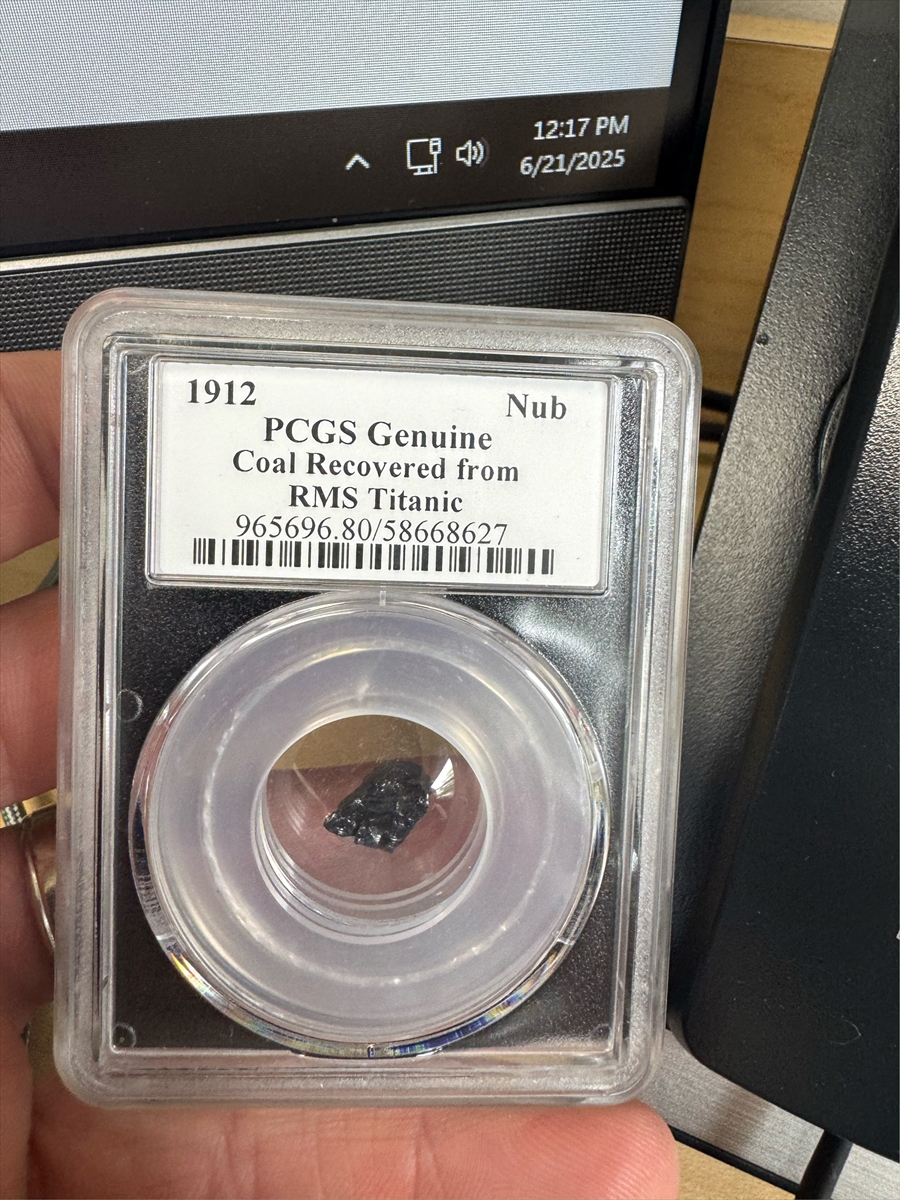 12:17 PM
6/21/2025
1912 Nub
PCGS Genuine
Coal Recovered from
RMS Titanic
965696.80/58668627